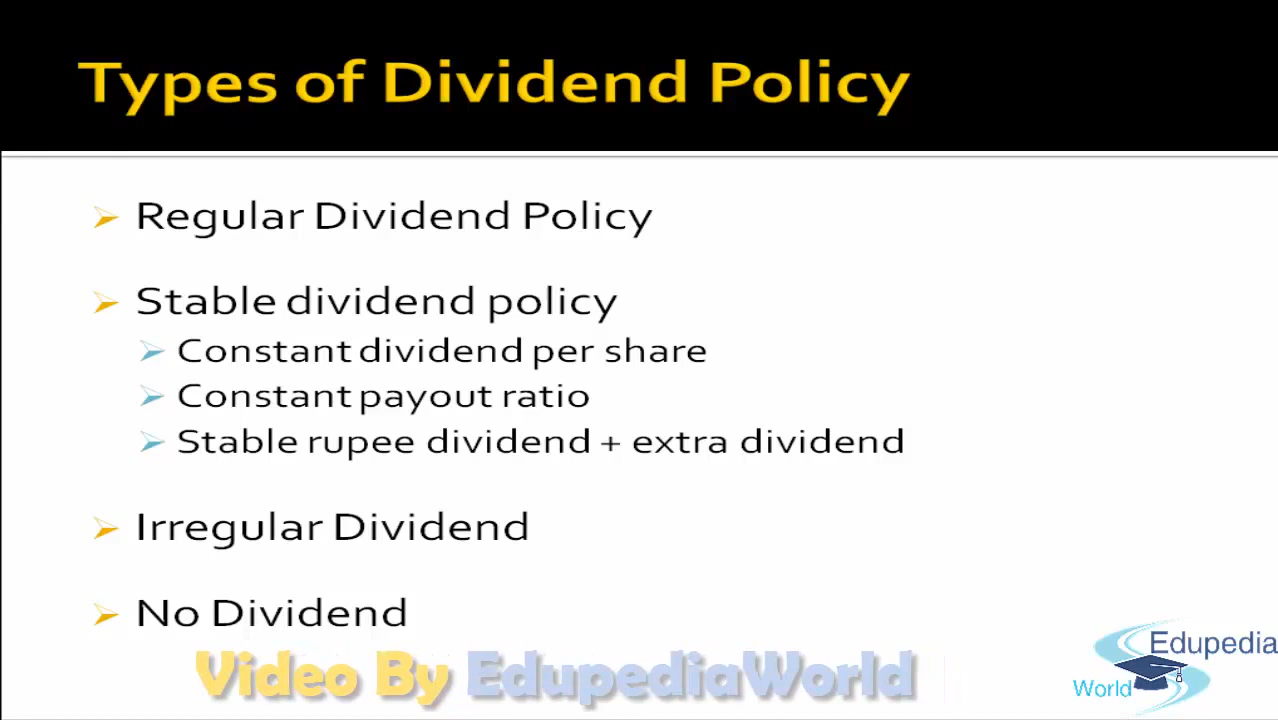 Types of Dividend Policy
Regular Dividend Policy
Stable dividend policy
Constant dividend per share
Constant payout ratio
Stable rupee dividend + extra dividend
Irregular Dividend
No Dividend
Video By EdupediaWorld
Edupedia
World